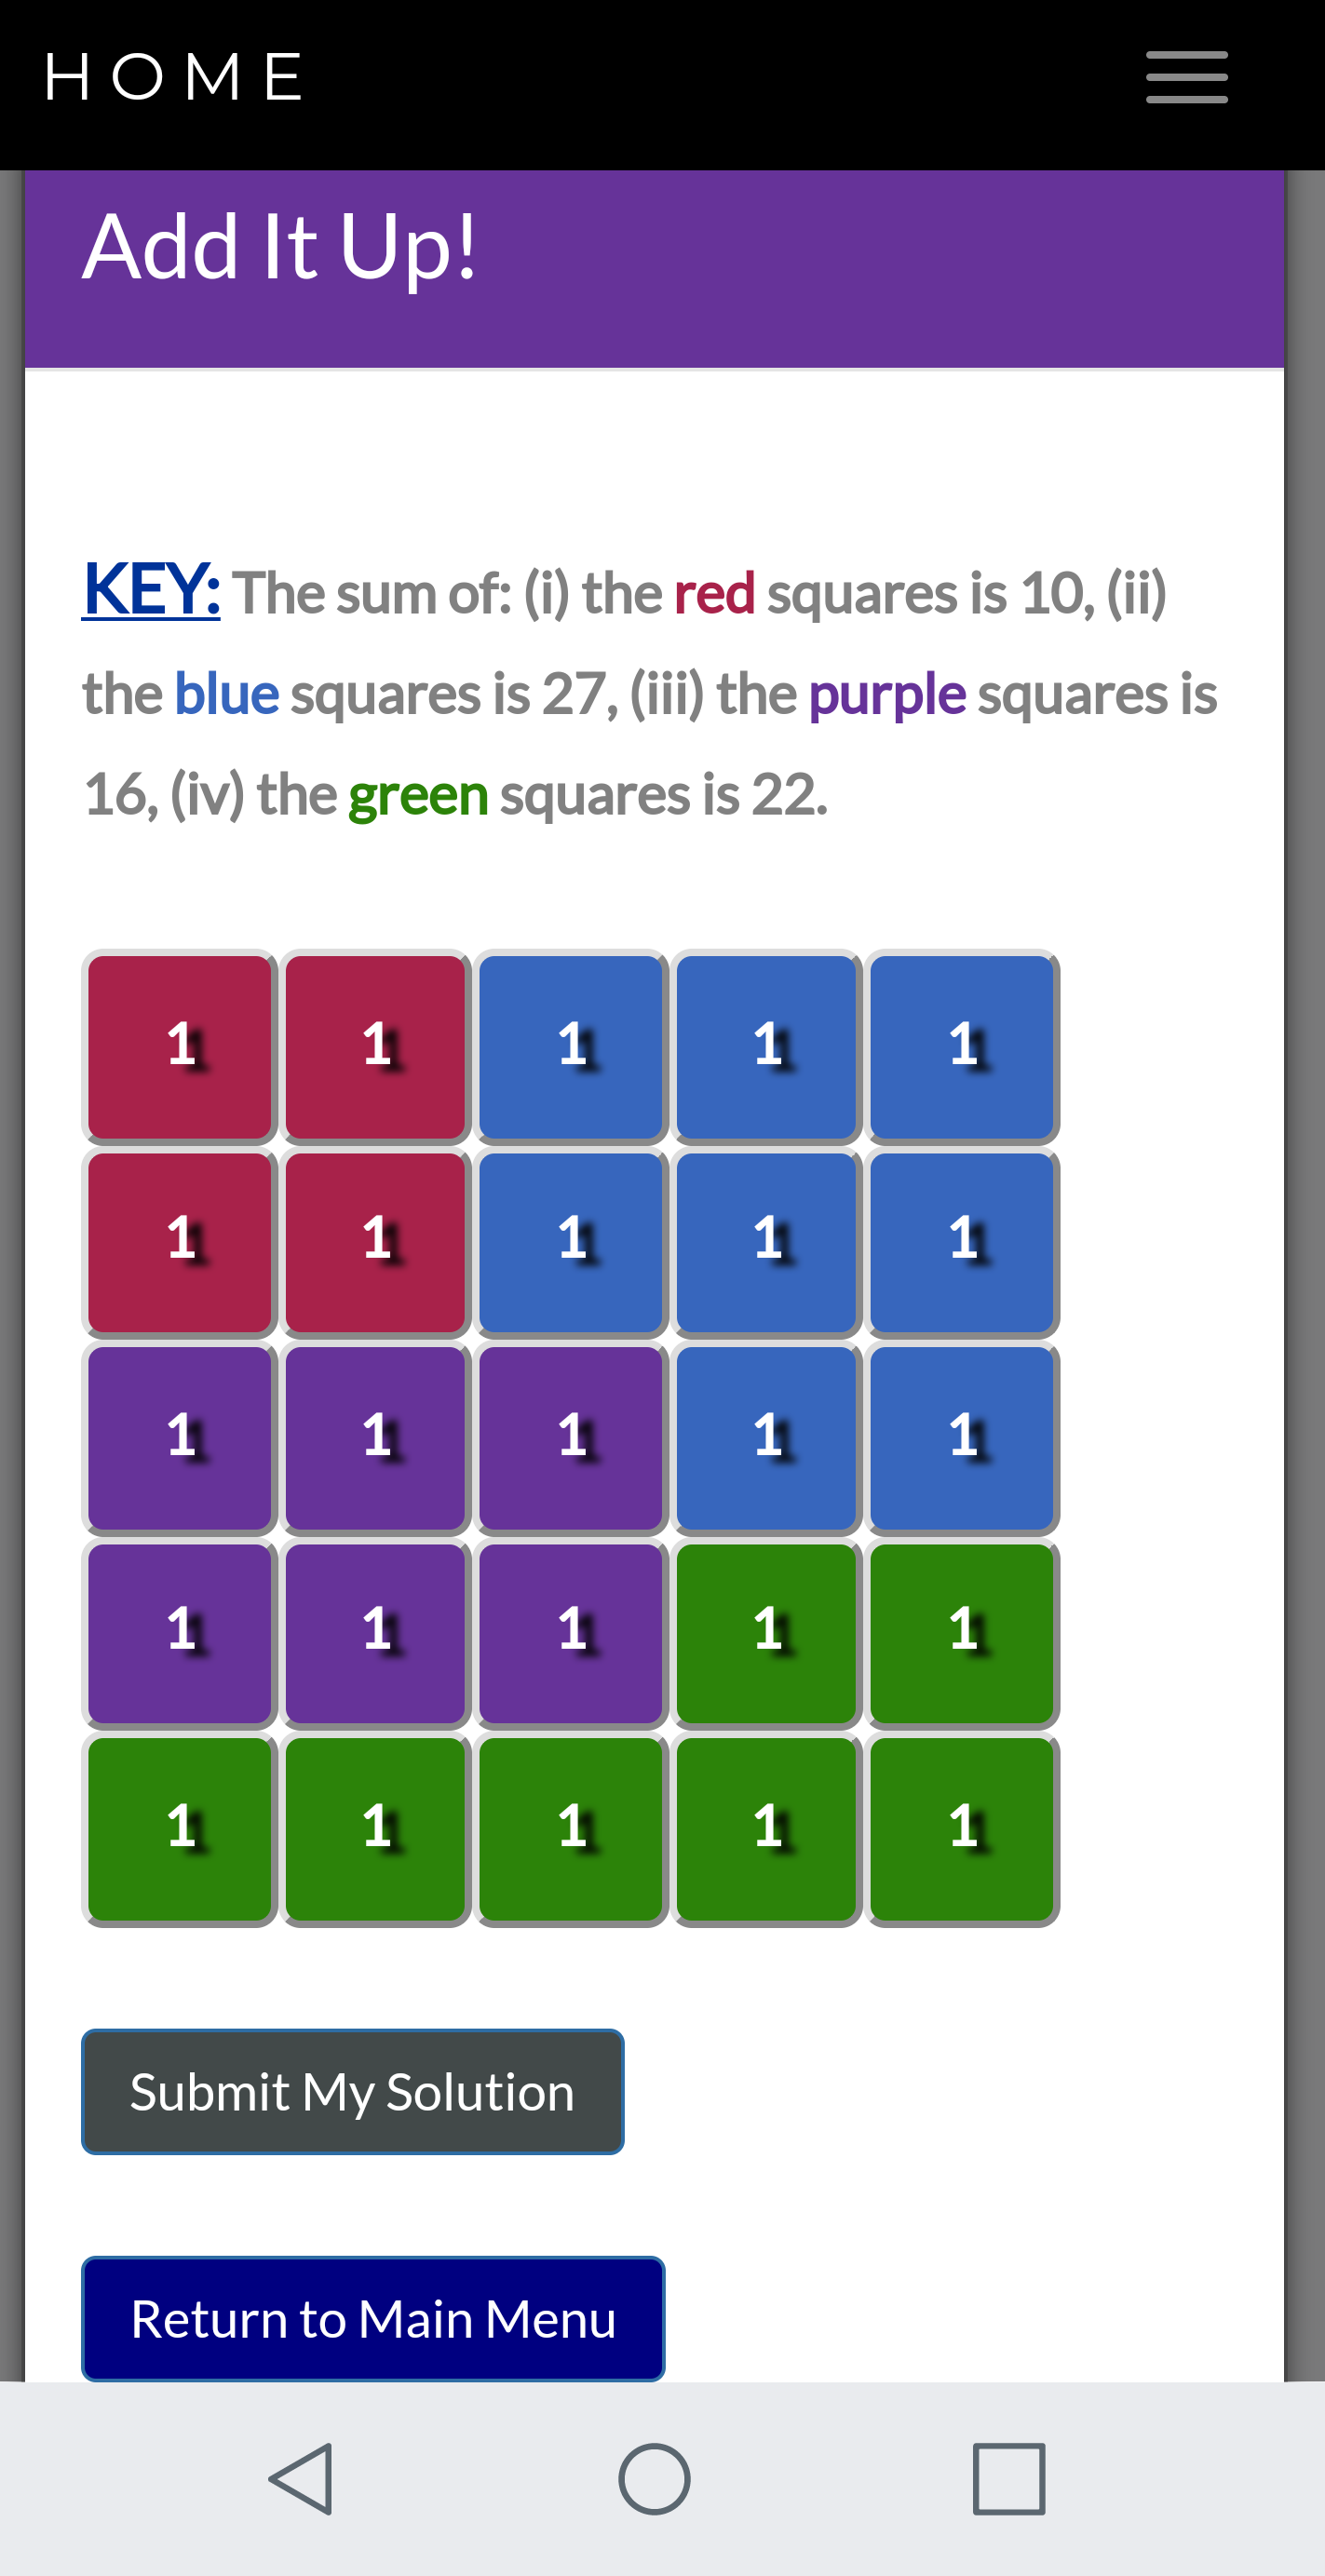 HOME
Add It Up!
KEY: The sum of: (i) the red squares is 10, (ii)
the blue squares is 27, (iii) the purple squares is
16, (iv) the green squares is 22.
1 1 1 1 1
1 1 1 1 1
1 1 1 1 1
1 1 1 1 1
1 1 1 1 1
Submit My Solution
Return to Main Menu